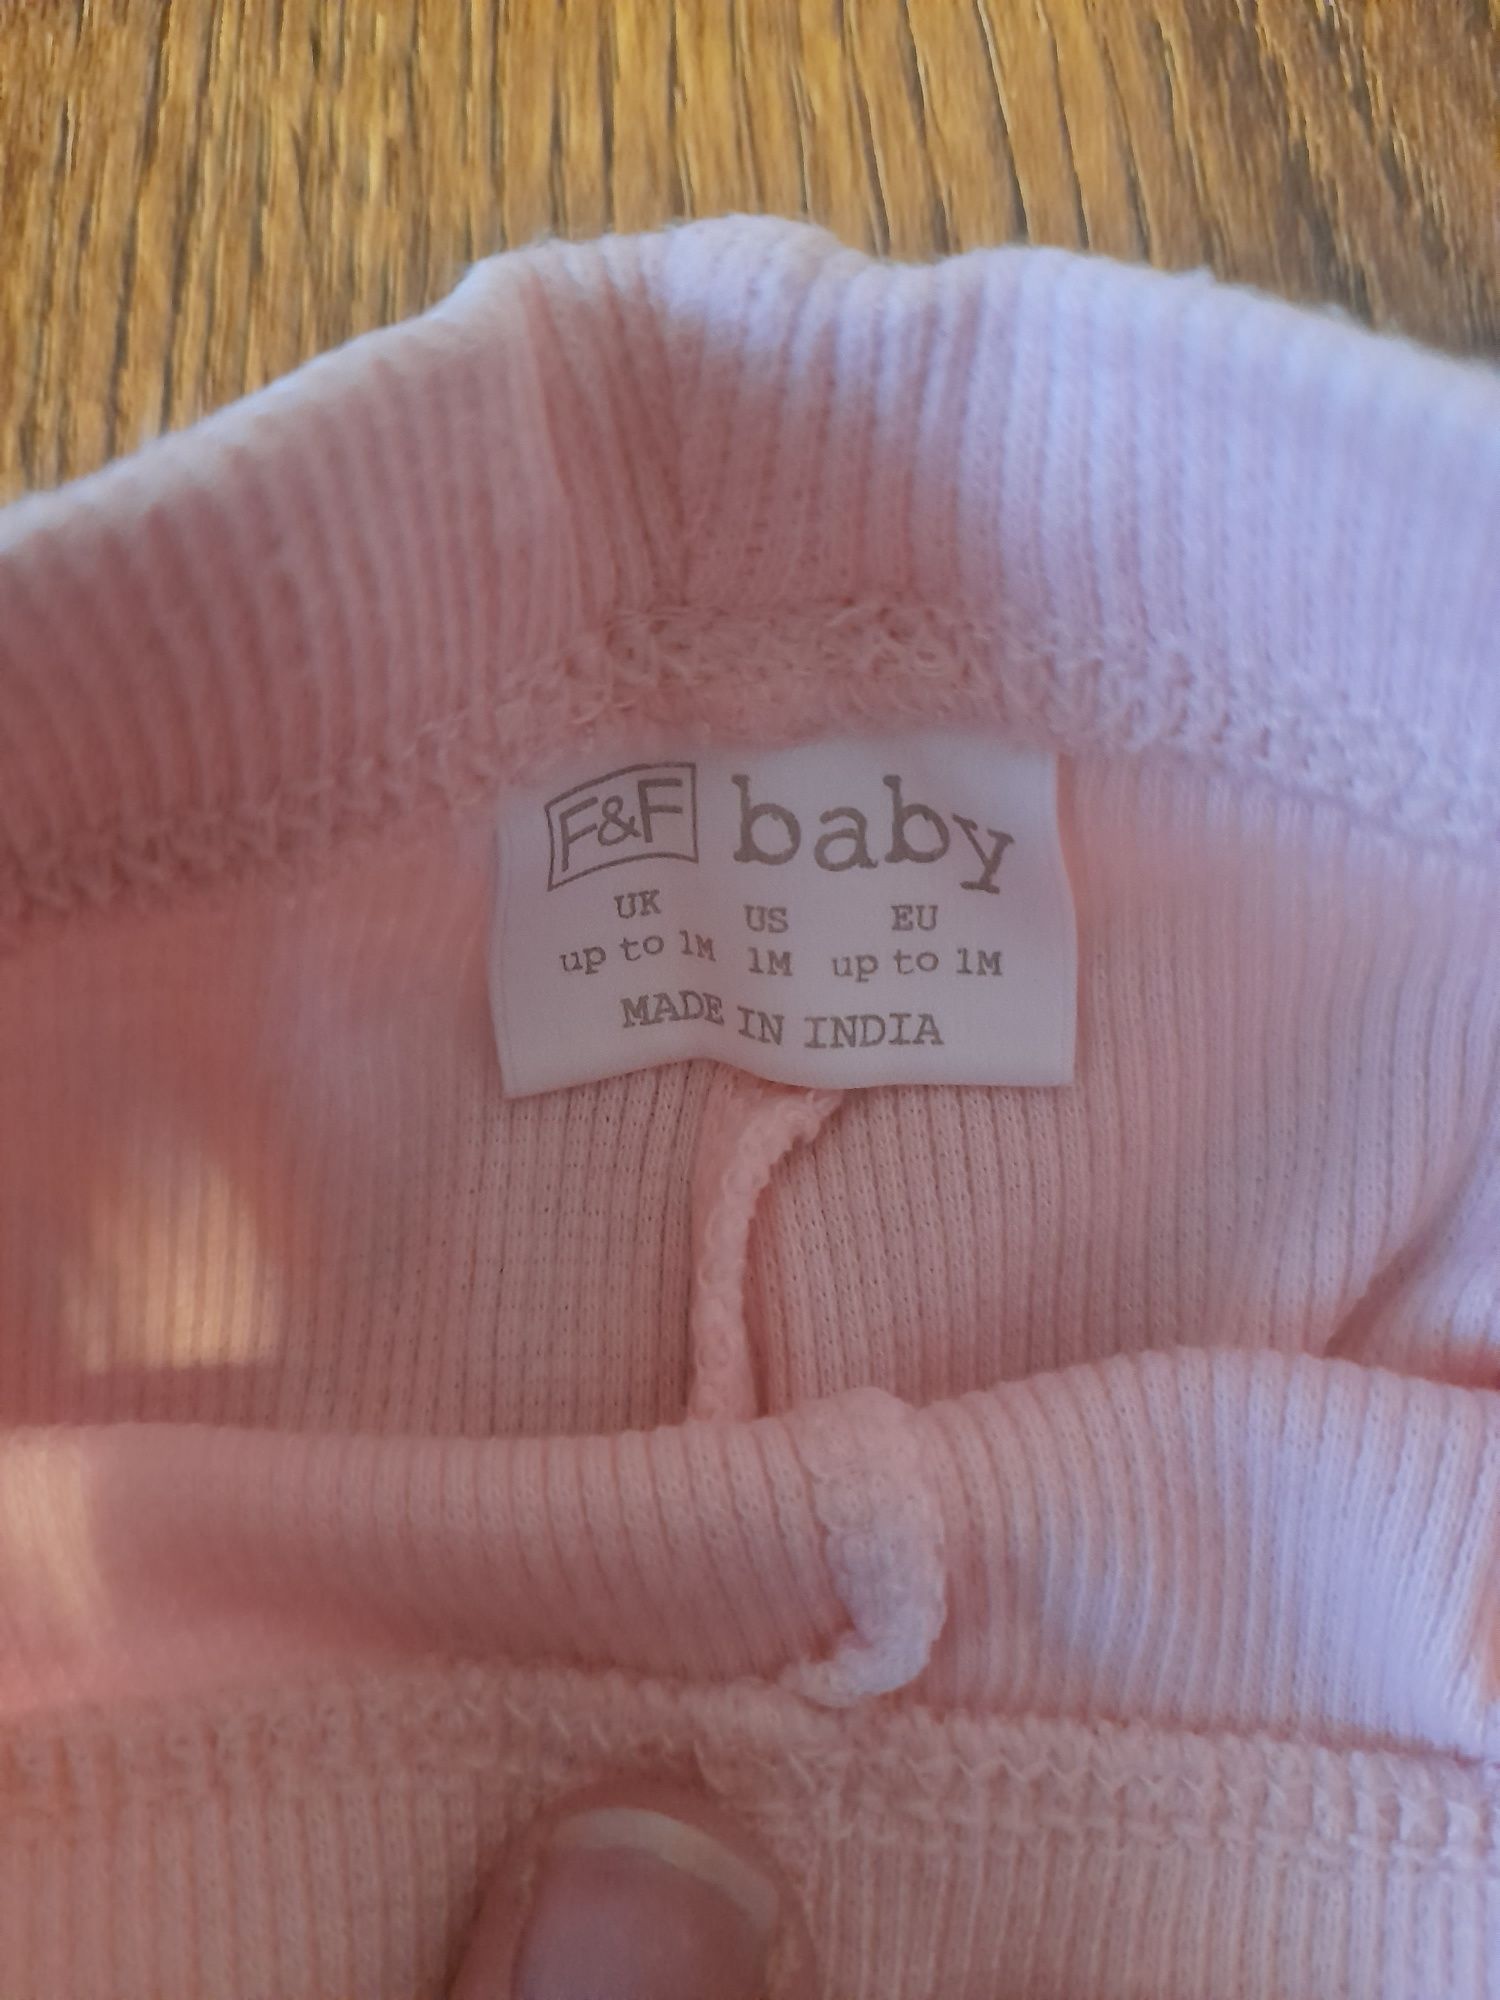 F&F baby
UK US EU
up to 1M 1M up to 1M
MADE IN INDIA